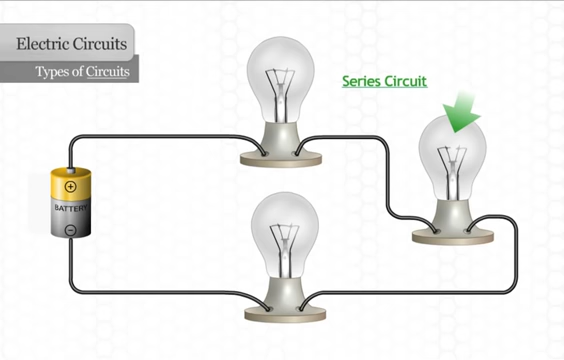 Electric Circuits
Types of Circuits
Series Circuit
+
BATTERY
−